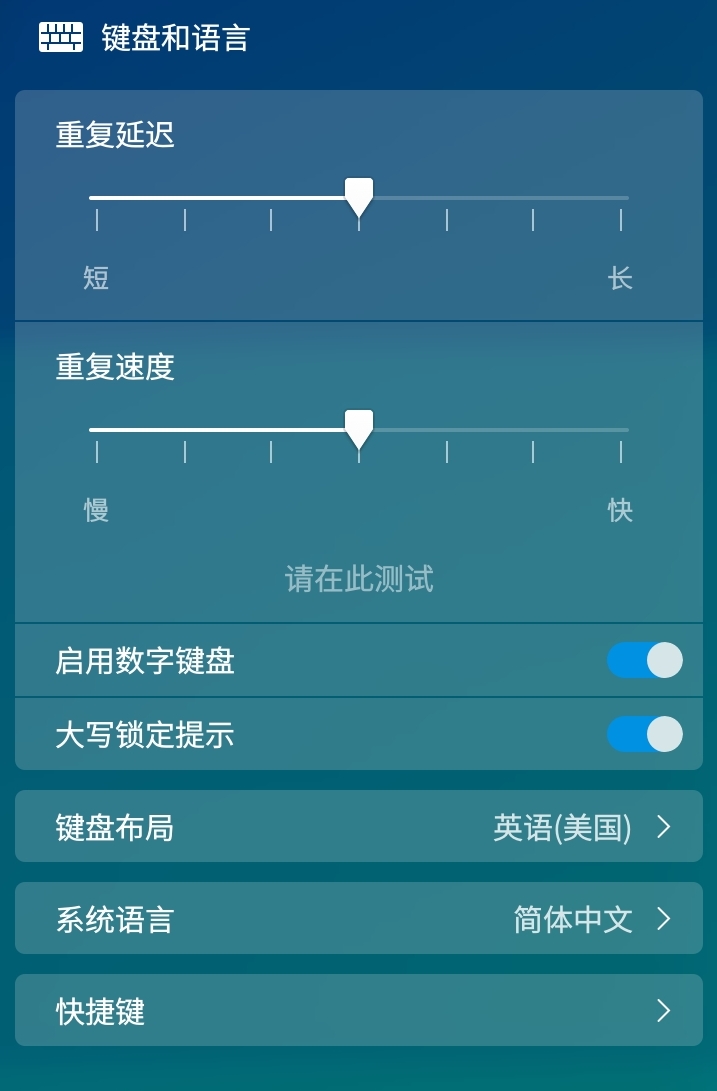 键盘和语言
重复延迟
短 长
重复速度
慢 快
请在此测试
启用数字键盘
大写锁定提示
键盘布局 英语(美国)
系统语言 简体中文
快捷键